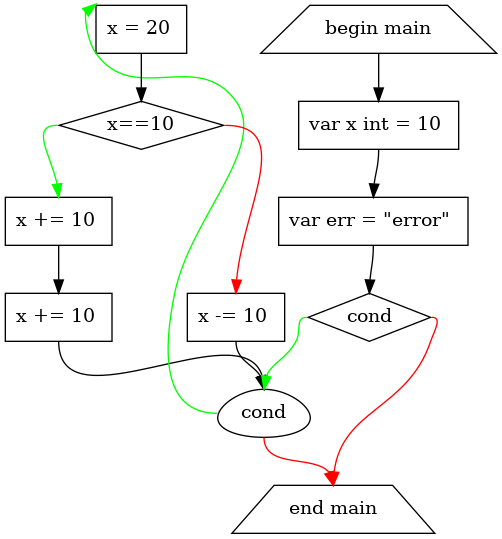 x = 20
begin main
x==10
var x int = 10
x += 10
var err = "error"
x += 10
x -= 10
cond
cond
end main